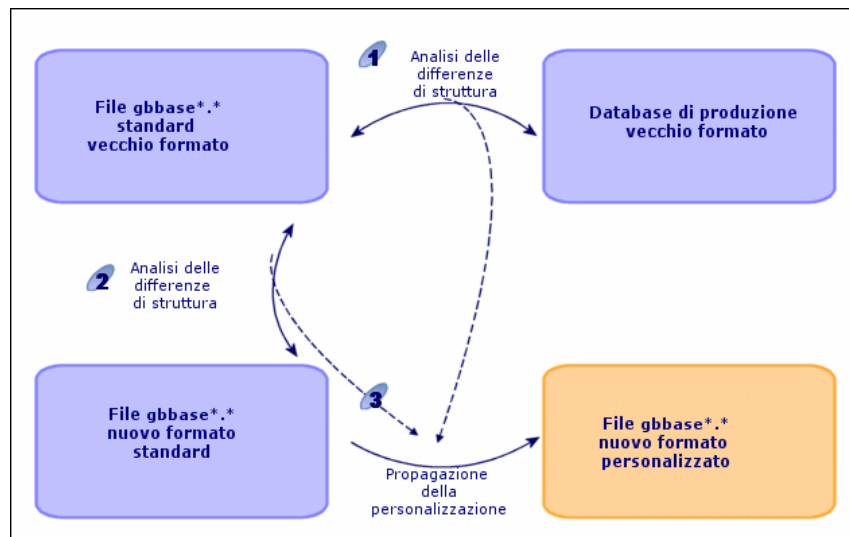 1
Analisi delle
differenze
di struttura
File gbbase*.*
standard
vecchio formato
Database di produzione
vecchio formato
2
Analisi delle
differenze
di struttura
3
File gbbase*.*
nuovo formato
standard
File gbbase*.*
nuovo formato
personalizzato
Propagazione
della
personalizzazione